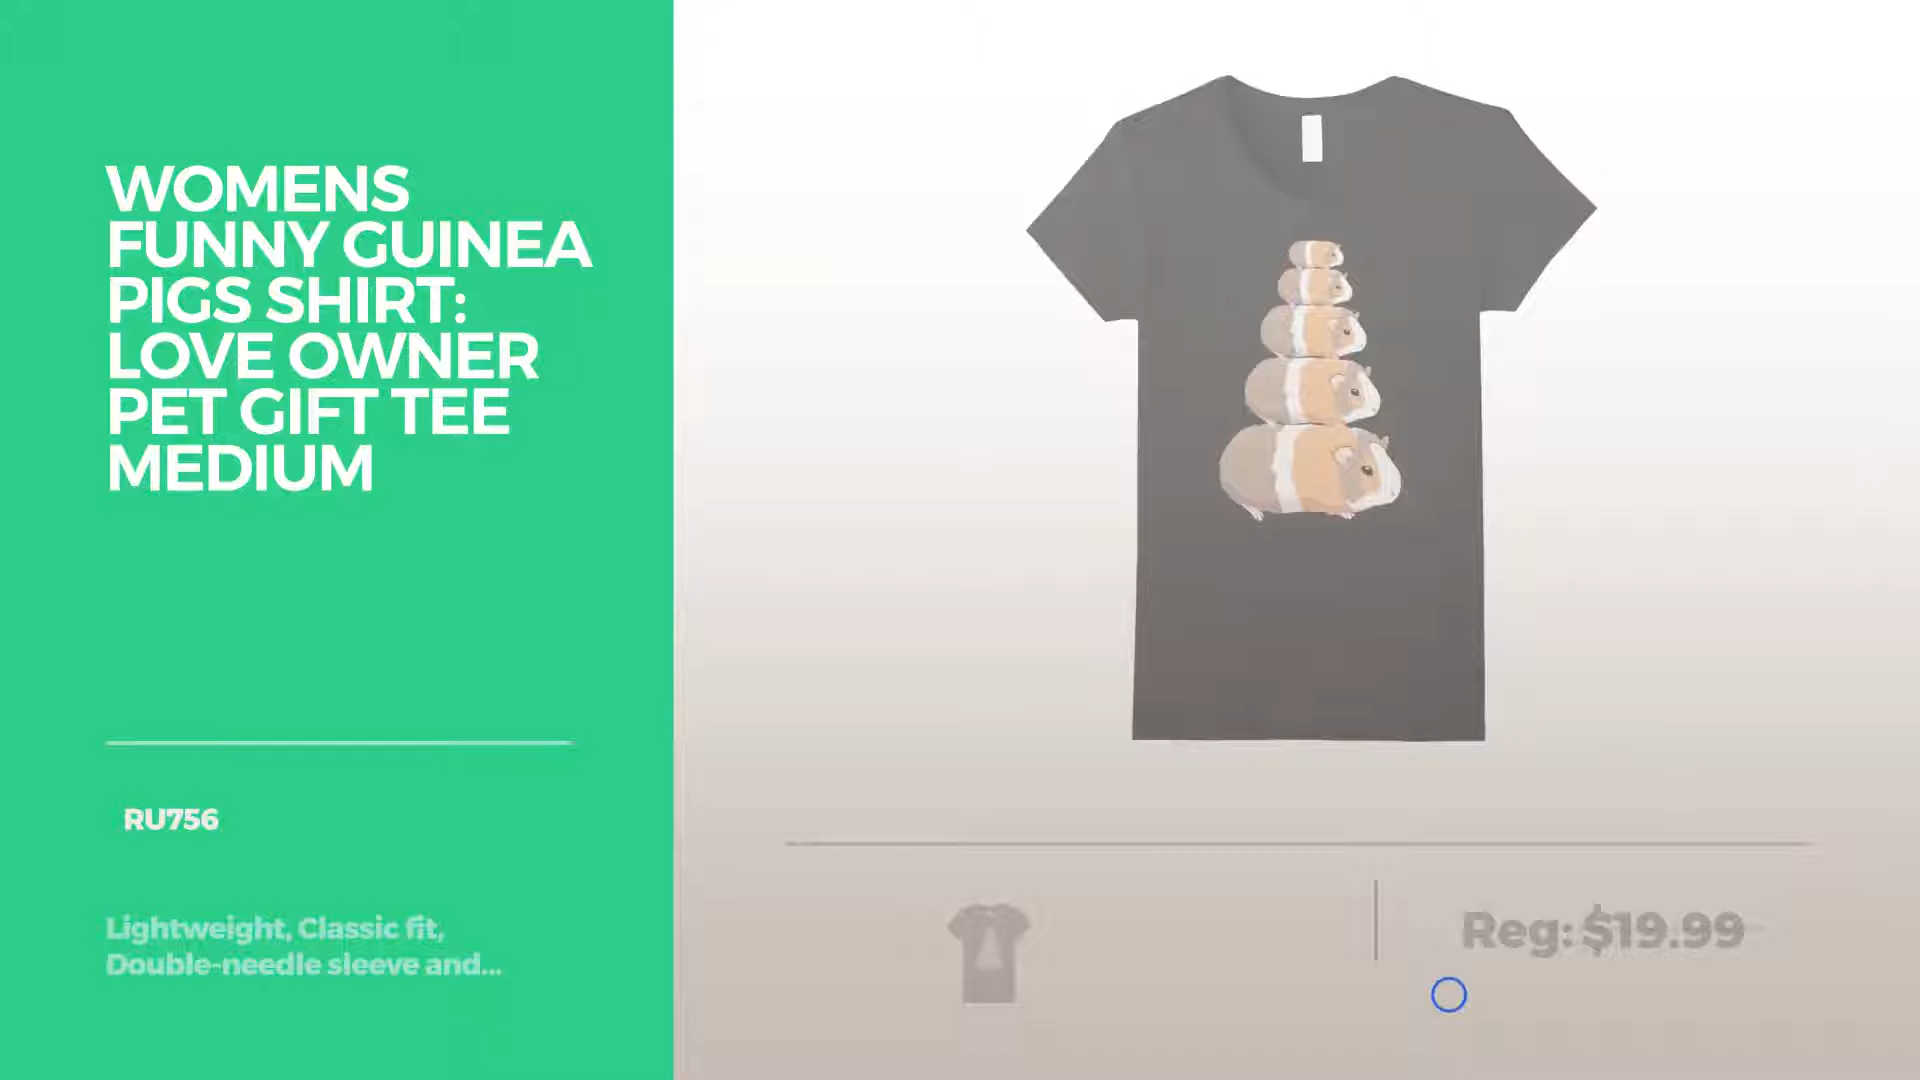 WOMENS
FUNNY GUINEA
PIGS SHIRT:
LOVE OWNER
PET GIFT TEE
MEDIUM
RU756
Lightweight, Classic fit,
Double-needle sleeve and...
Reg: $19.99